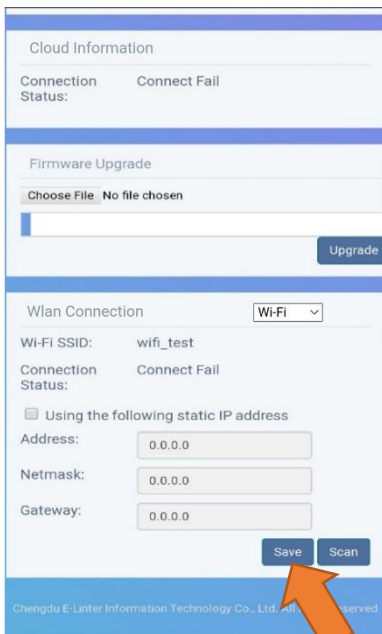 Cloud Information
Connection Status:
Connect Fail
Firmware Upgrade
Choose File No file chosen
Upgrade
Wlan Connection
Wi-Fi
Wi-Fi SSID: wifi_test
Connection Status:
Connect Fail
Using the following static IP address
Address: 0.0.0.0
Netmask: 0.0.0.0
Gateway: 0.0.0.0
Save Scan
Chengdu E-Linter Information Technology Co., Ltd. All